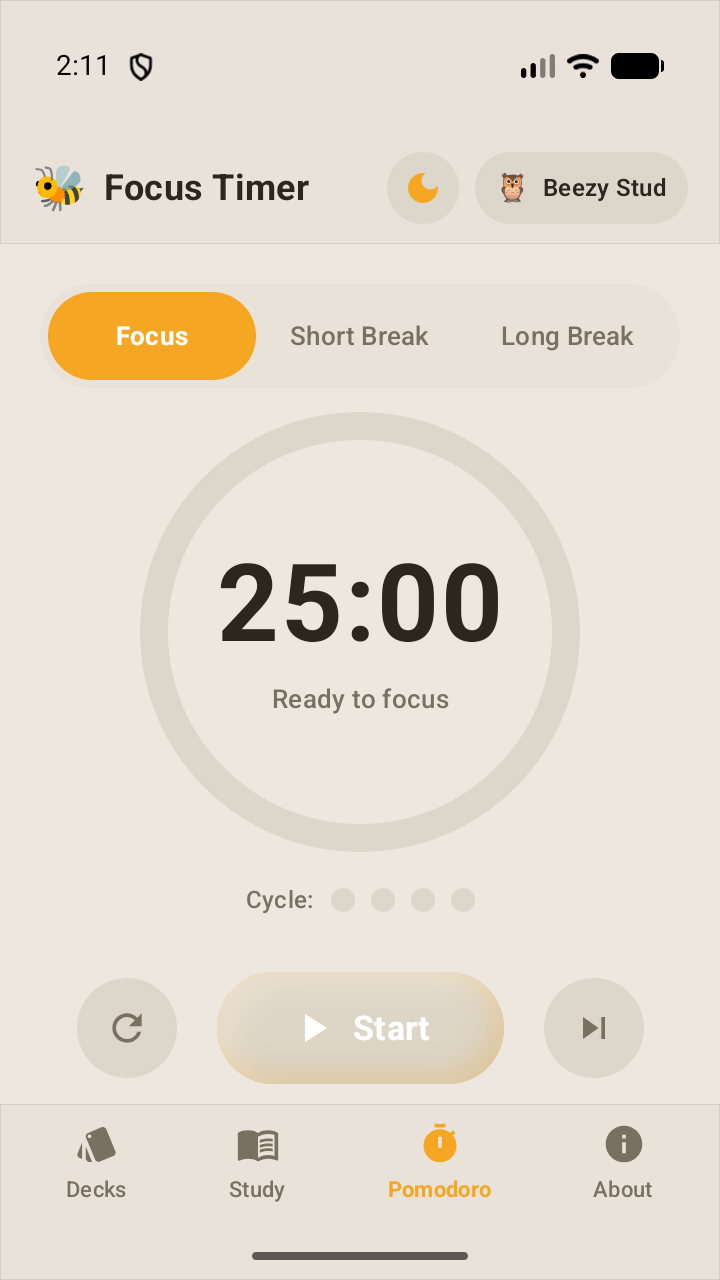 2:11
Focus Timer
Beezy Stud
Focus
Short Break
Long Break
25:00
Ready to focus
Cycle:
Start
Decks
Study
Pomodoro
About